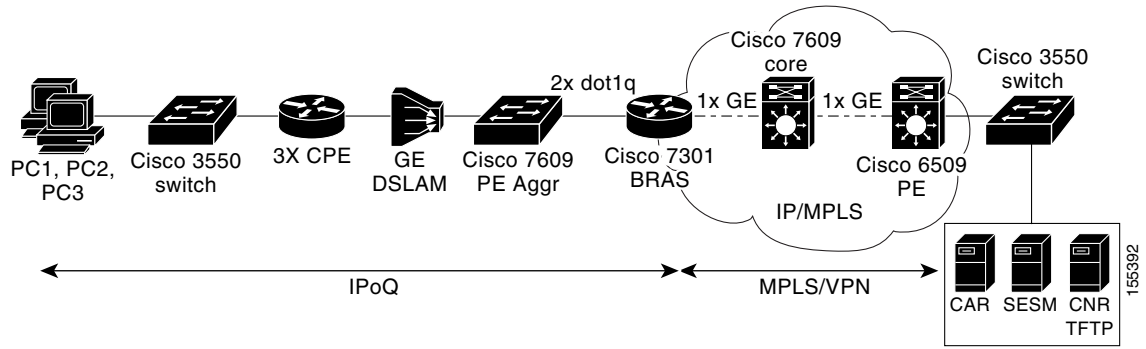 PC1, PC2,
PC3
Cisco 3550
switch
3X CPE
GE
DSLAM
Cisco 7609
PE Aggr
2x dot1q
Cisco 7301
BRAS
1x GE
Cisco 7609
core
1x GE
Cisco 6509
PE
IP/MPLS
Cisco 3550
switch
CAR
SESM
CNR
TFTP
IPoQ
MPLS/VPN
155392